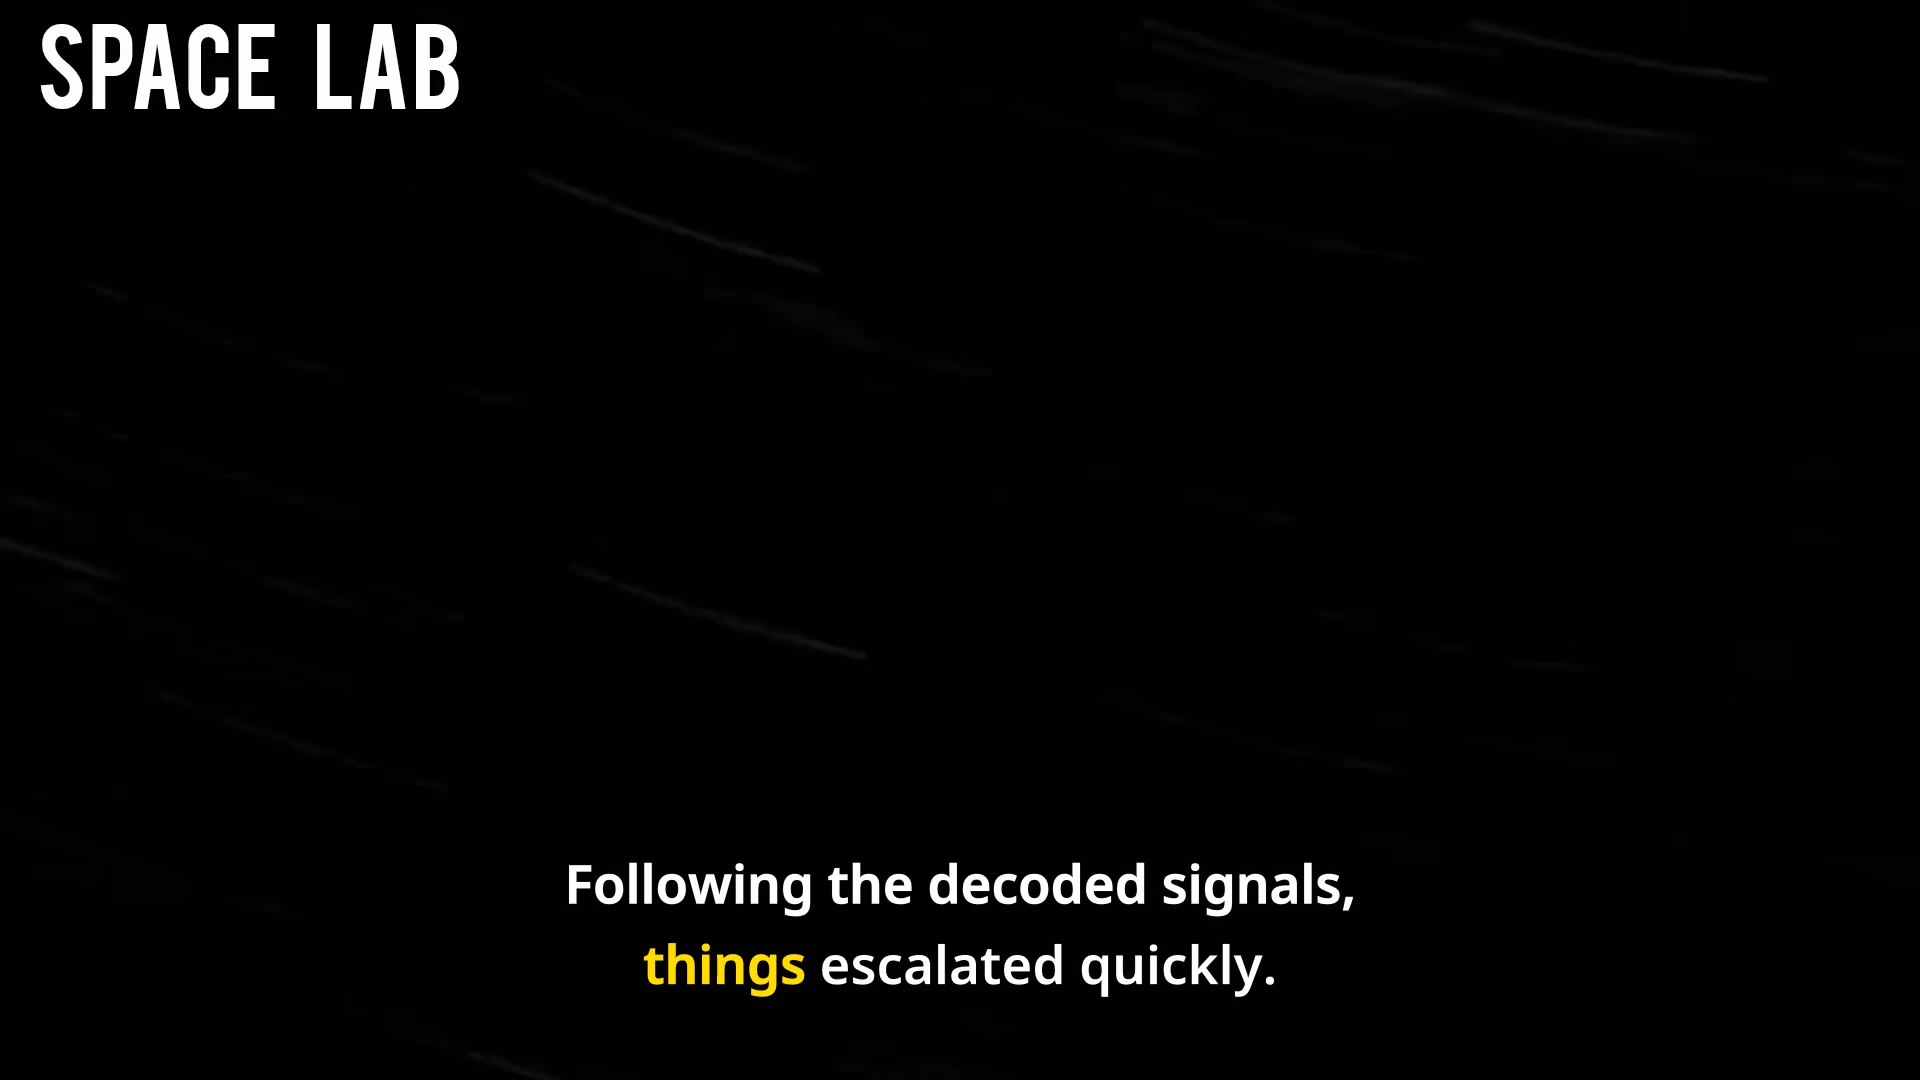 SPACE LAB
Following the decoded signals,
things escalated quickly.